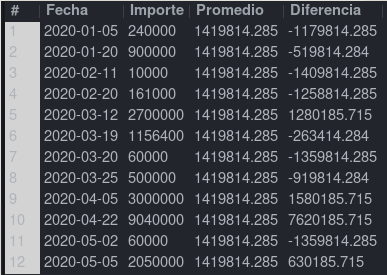 # Fecha Importe Promedio Diferencia
1 2020-01-05 240000 1419814.285 -1179814.285
2 2020-01-20 900000 1419814.285 -519814.284
3 2020-02-11 10000 1419814.285 -1409814.285
4 2020-02-20 161000 1419814.285 -1258814.285
5 2020-03-12 2700000 1419814.285 1280185.715
6 2020-03-19 1156400 1419814.285 -263414.284
7 2020-03-20 60000 1419814.285 -1359814.285
8 2020-03-25 500000 1419814.285 -919814.284
9 2020-04-05 3000000 1419814.285 1580185.715
10 2020-04-22 9040000 1419814.285 7620185.715
11 2020-05-02 60000 1419814.285 -1359814.285
12 2020-05-05 2050000 1419814.285 630185.715